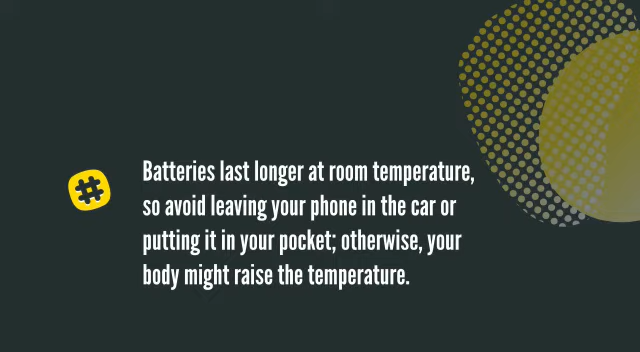 Batteries last longer at room temperature,
so avoid leaving your phone in the car or
putting it in your pocket; otherwise, your
body might raise the temperature.